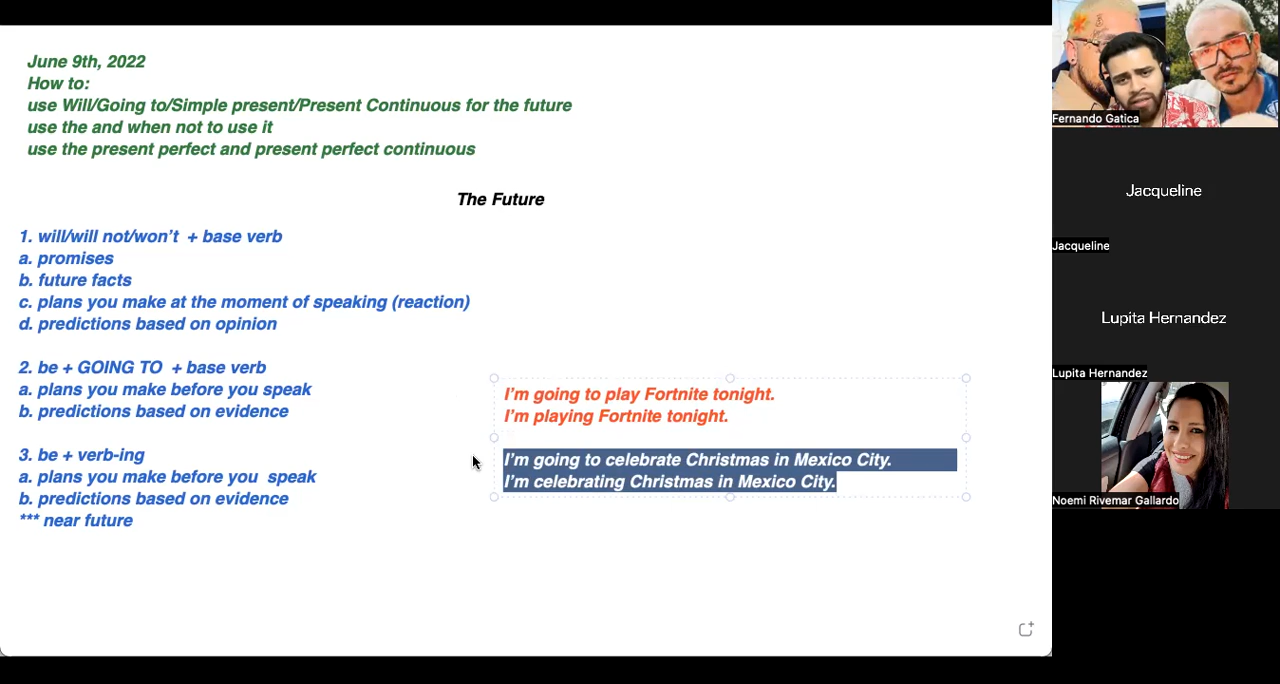 June 9th, 2022
How to:
use Will/Going to/Simple present/Present Continuous for the future
use the and when not to use it
use the present perfect and present perfect continuous
The Future
1. will/will not/won't + base verb
a. promises
b. future facts
c. plans you make at the moment of speaking (reaction)
d. predictions based on opinion
2. be + GOING TO + base verb
a. plans you make before you speak
b. predictions based on evidence
3. be + verb-ing
a. plans you make before you speak
b. predictions based on evidence
*** near future
I'm going to play Fortnite tonight.
I'm playing Fortnite tonight.
I'm going to celebrate Christmas in Mexico City.
I'm celebrating Christmas in Mexico City.
Fernando Gatica
Jacqueline
Jacqueline
Lupita Hernandez
Lupita Hernandez
Noemi Rivemar Gallardo